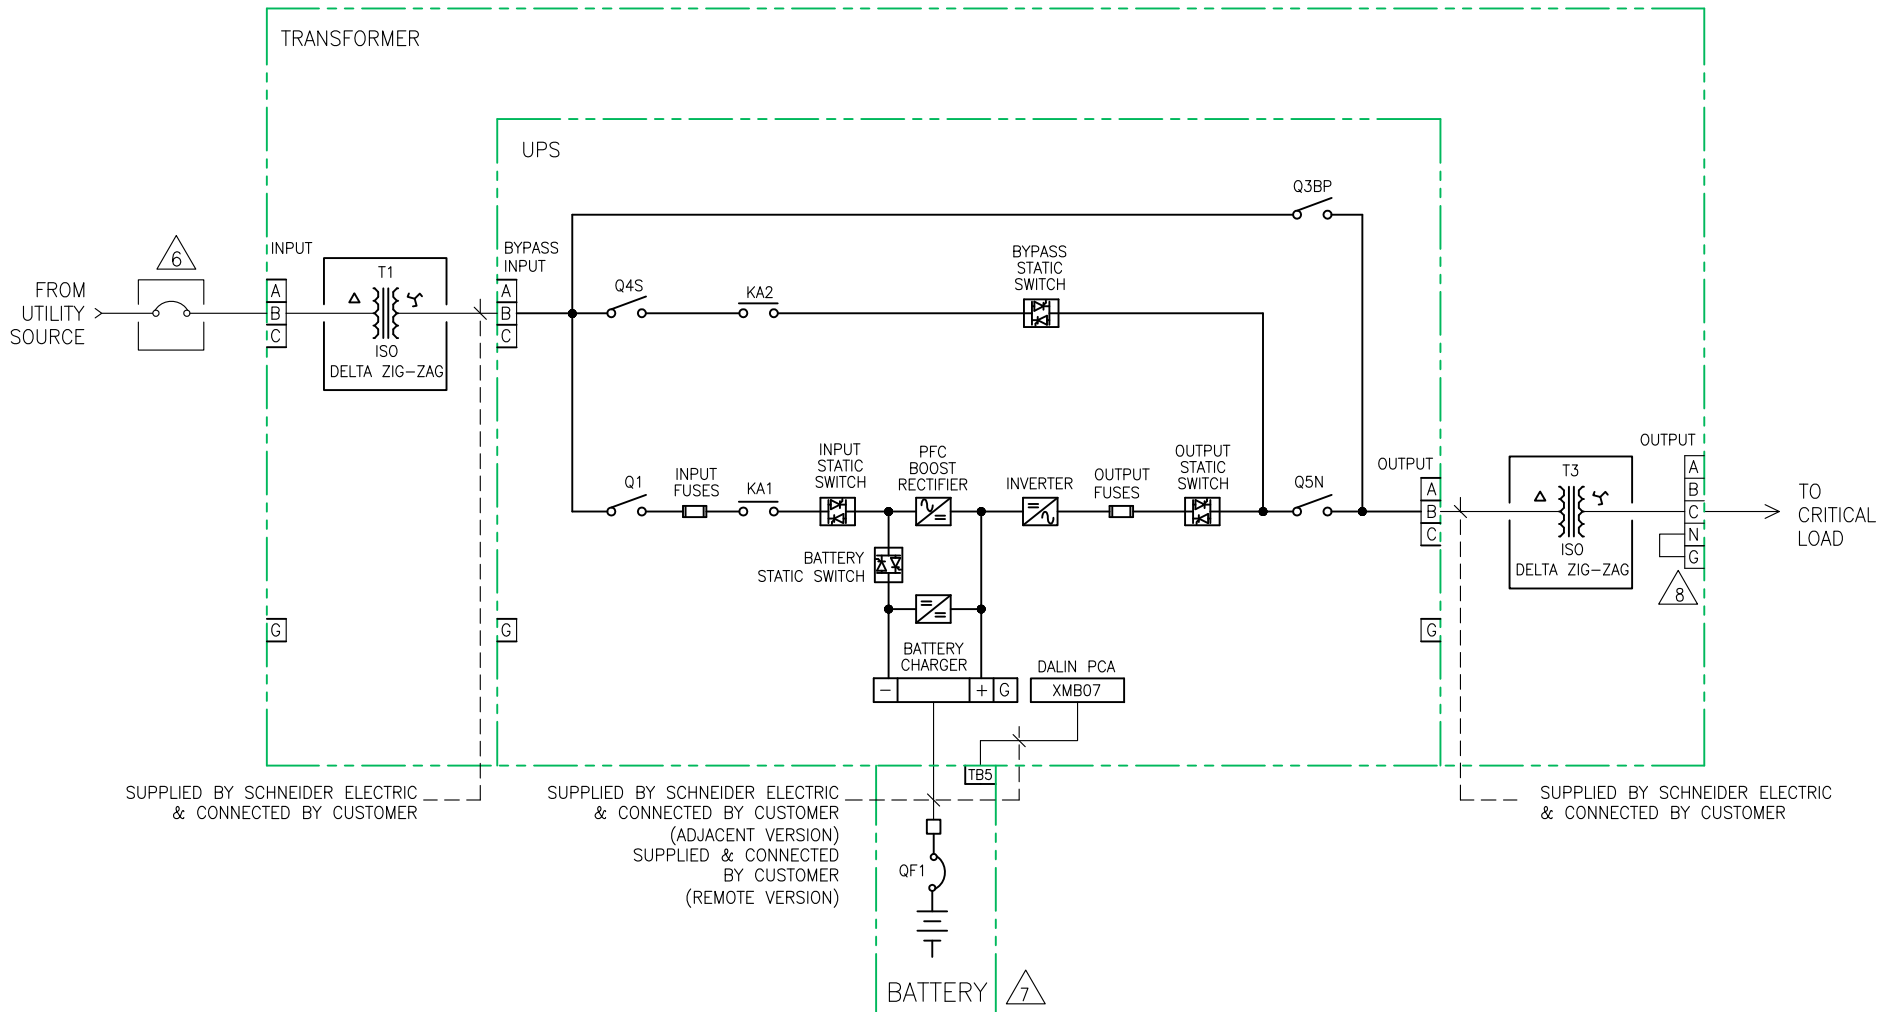 TRANSFORMER
UPS
Q3BP
6
INPUT
BYPASS
INPUT
BYPASS
STATIC
SWITCH
T1
Q4S
KA2
FROM
UTILITY
SOURCE
A
B
C
A
B
C
ISO
DELTA ZIG-ZAG
Q1
INPUT
FUSES
KA1
INPUT
STATIC
SWITCH
PFC
BOOST
RECTIFIER
INVERTER
OUTPUT
FUSES
OUTPUT
STATIC
SWITCH
Q5N
OUTPUT
A
B
C
T3
ISO
DELTA ZIG-ZAG
OUTPUT
A
B
C
N
G
TO
CRITICAL
LOAD
8
BATTERY
STATIC SWITCH
G
G
G
BATTERY
CHARGER
DALIN PCA
- + G
XMB07
TB5
SUPPLIED BY SCHNEIDER ELECTRIC
& CONNECTED BY CUSTOMER
SUPPLIED BY SCHNEIDER ELECTRIC
& CONNECTED BY CUSTOMER
(ADJACENT VERSION)
SUPPLIED & CONNECTED
BY CUSTOMER
(REMOTE VERSION)
SUPPLIED BY SCHNEIDER ELECTRIC
& CONNECTED BY CUSTOMER
QF1
BATTERY
7